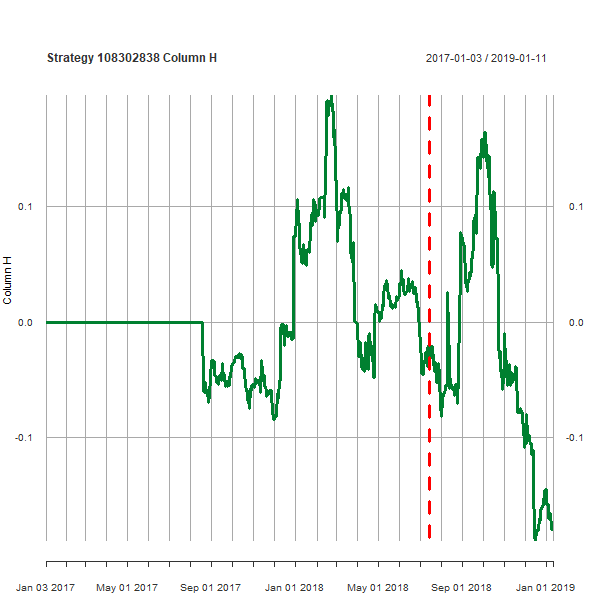 Strategy 108302838 Column H
2017-01-03 / 2019-01-11
0.1 0.1
0.0 0.0
-0.1 -0.1
Column H
Jan 03 2017 May 01 2017 Sep 01 2017 Jan 01 2018 May 01 2018 Sep 01 2018 Jan 01 2019